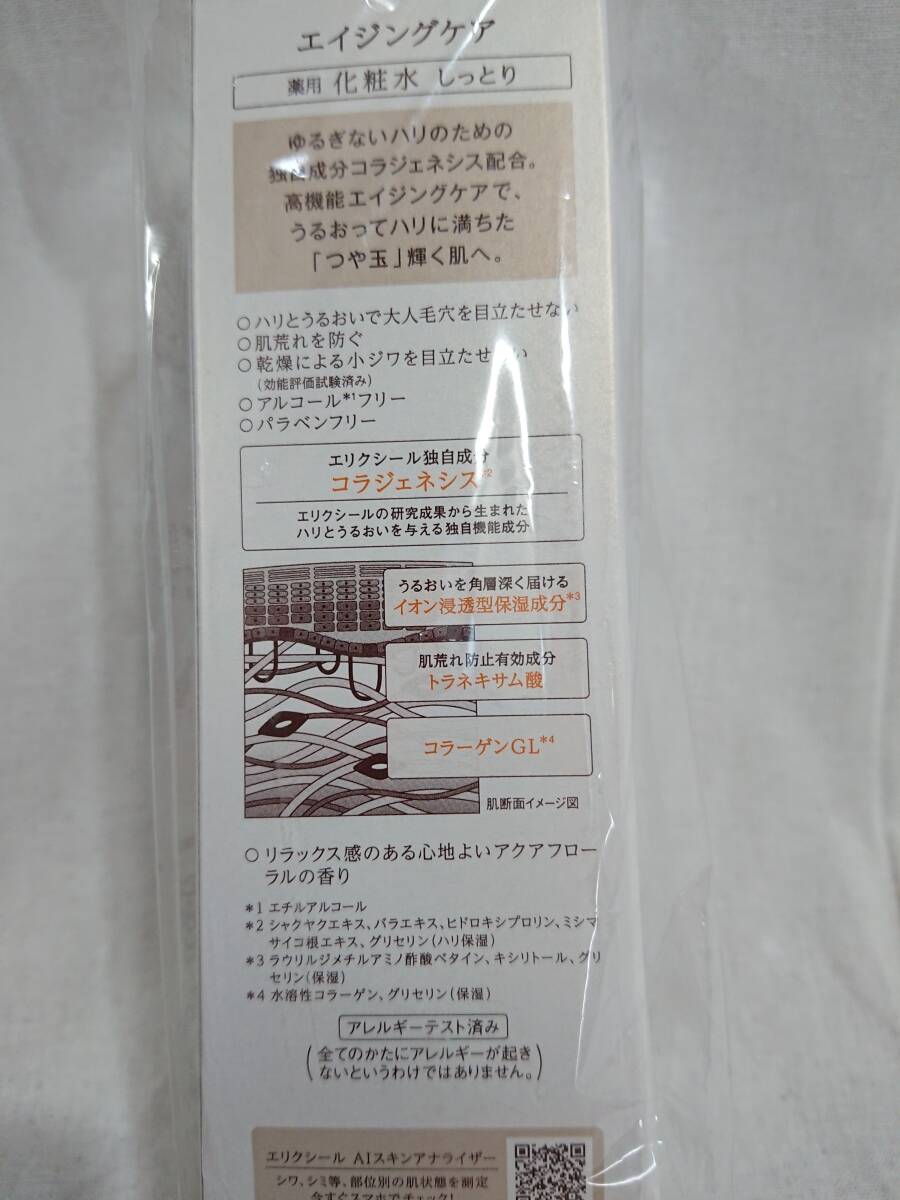 エイジングケア
薬用 化粧水 しっとり
ゆるぎないハリのための
独自成分コラジェネシス配合。
高機能エイジングケアで、
うるおってハリに満ちた
「つや玉」輝く肌へ。
○ハリとうるおいで大人毛穴を目立たせない
○肌荒れを防ぐ
○乾燥による小ジワを目立たせない
(効能評価試験済み)
○アルコール*1フリー
○パラベンフリー
エリクシール独自成分
コラジェネシス*2
エリクシールの研究成果から生まれた
ハリとうるおいを与える独自機能成分
うるおいを角層深く届ける
イオン浸透型保湿成分*3
肌荒れ防止有効成分
トラネキサム酸
コラーゲンGL*4
肌断面イメージ図
○リラックス感のある心地よいアクアフロー
ラルの香り
*1 エチルアルコール
*2 シャクヤクエキス、バラエキス、ヒドロキシプロリン、ミシマ
サイコ根エキス、グリセリン(ハリ保湿)
*3 ラウリルジメチルアミノ酢酸ベタイン、キシリトール、グリ
セリン(保湿)
*4 水溶性コラーゲン、グリセリン(保湿)
アレルギーテスト済み
(全てのかたにアレルギーが起き
ないというわけではありません。)
エリクシール AIスキンアナライザー
シワ、シミ等、部位別の肌状態を測定
今すぐスマホでチェック!